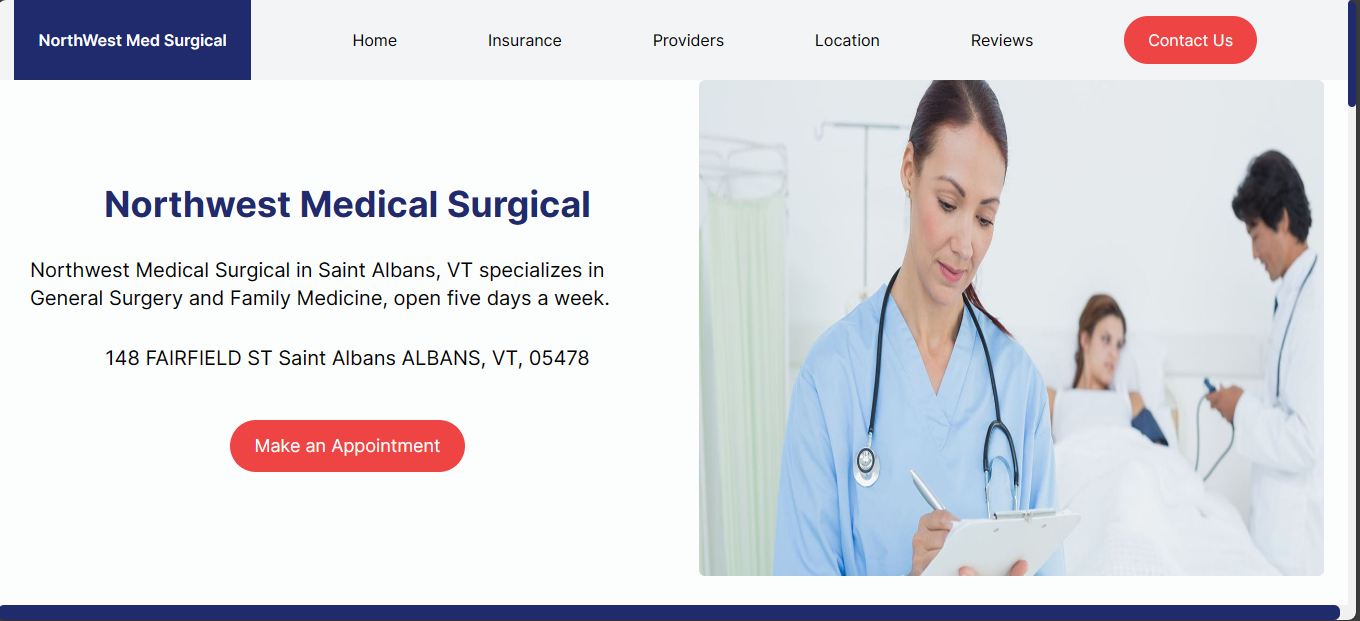 NorthWest Med Surgical
Home
Insurance
Providers
Location
Reviews
Contact Us
Northwest Medical Surgical
Northwest Medical Surgical in Saint Albans, VT specializes in
General Surgery and Family Medicine, open five days a week.
148 FAIRFIELD ST Saint Albans ALBANS, VT, 05478
Make an Appointment